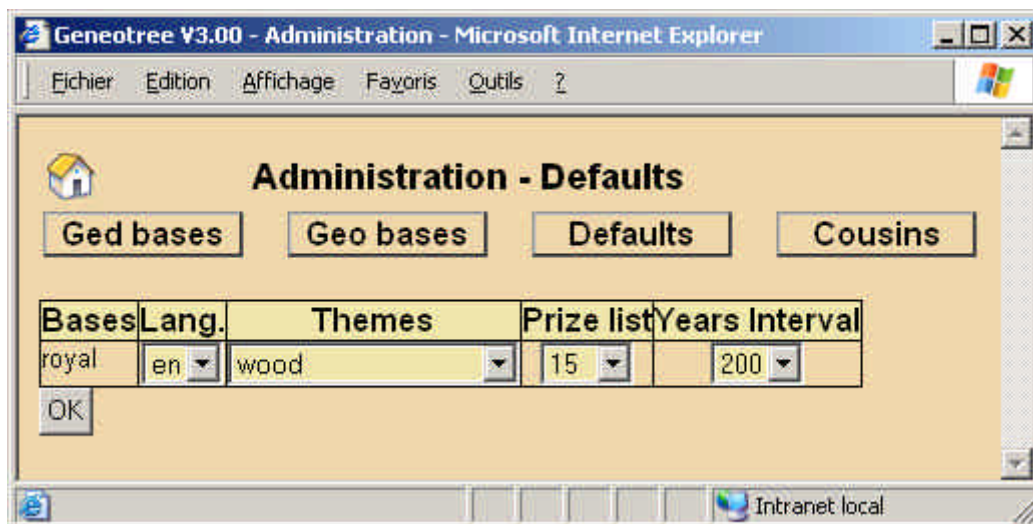 Geneotree V3.00 - Administration - Microsoft Internet Explorer
Fichier Edition Affichage Favoris Outils ?
Administration - Defaults
Ged bases Geo bases Defaults Cousins
Bases Lang. Themes Prize list Years Interval
royal en wood 15 200
OK
Intranet local